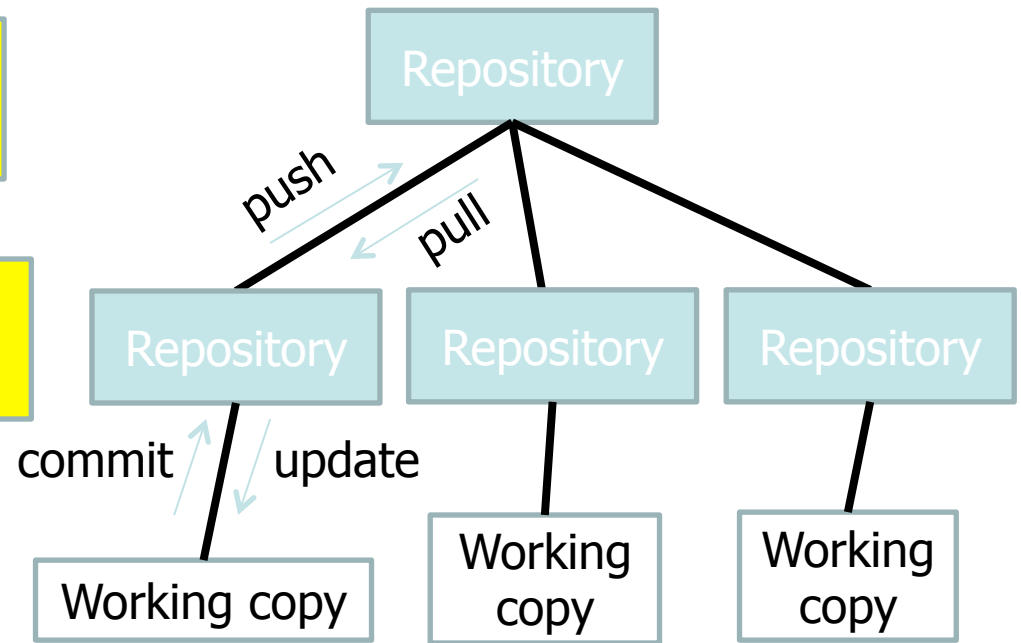 Repository
push
pull
Repository
Repository
Repository
commit
update
Working copy
Working
copy
Working
copy